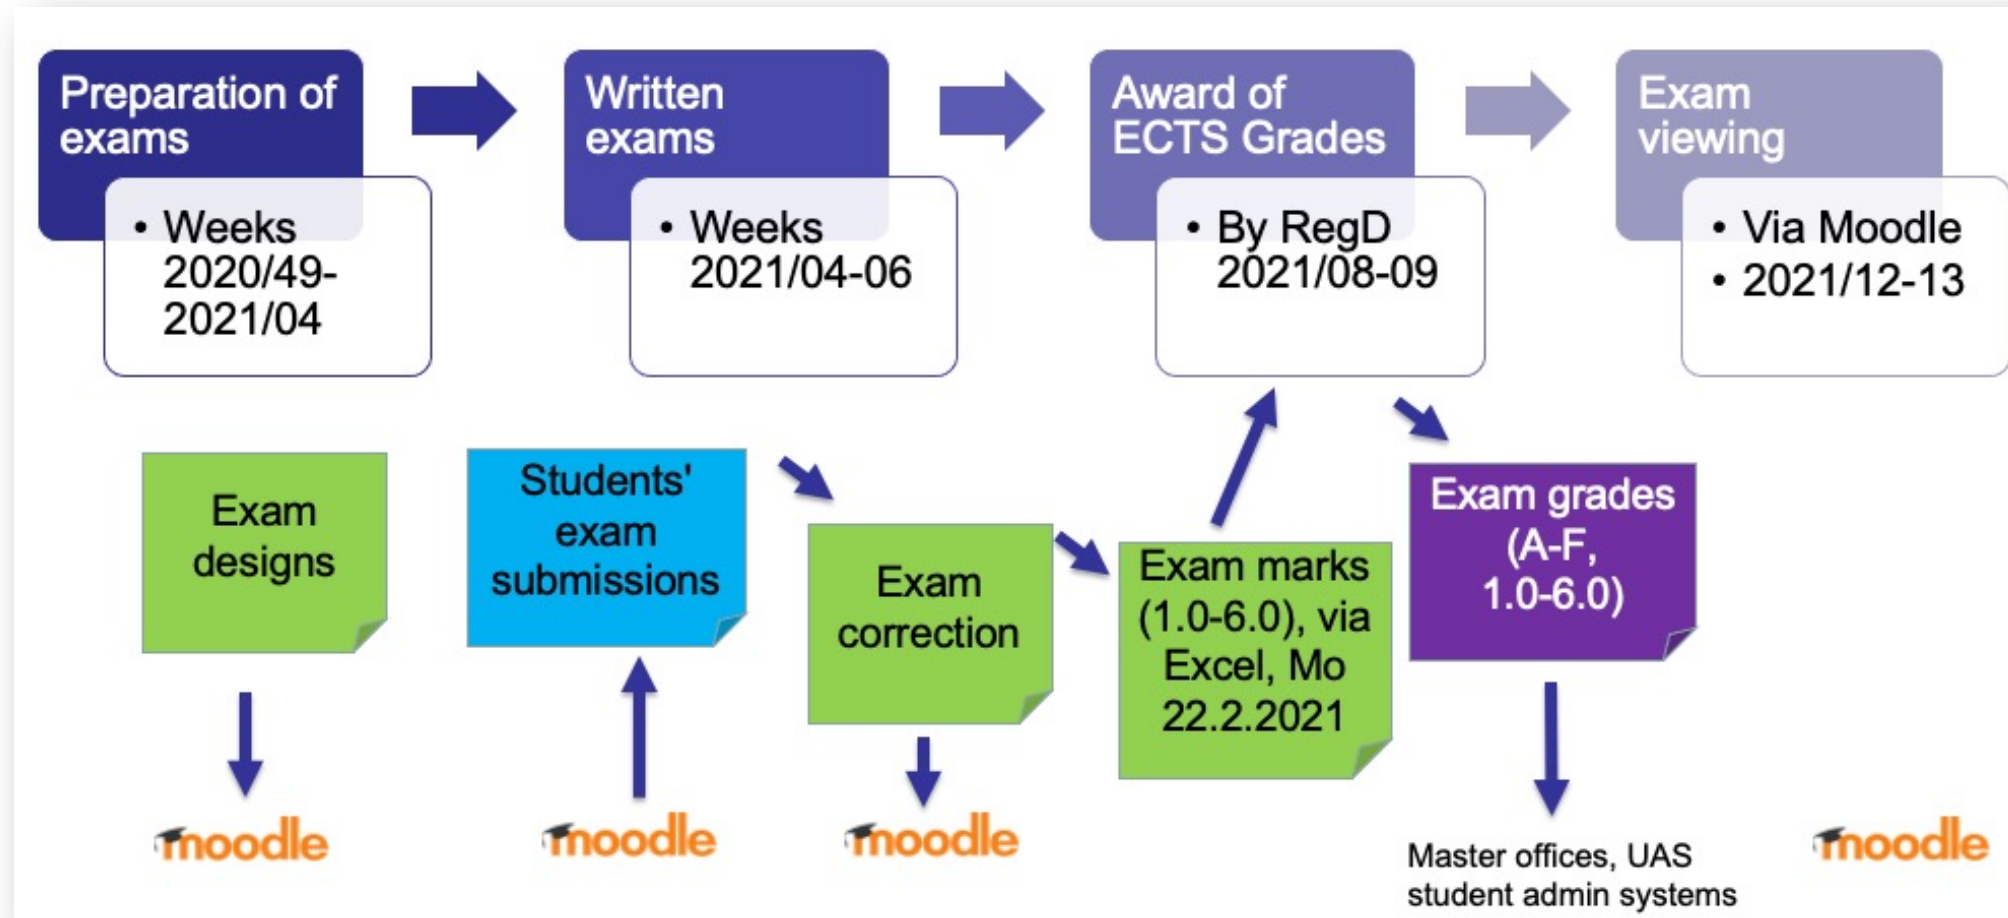 Preparation of
exams
• Weeks
2020/49-
2021/04
Written
exams
• Weeks
2021/04-06
Award of
ECTS Grades
• By RegD
2021/08-09
Exam
viewing
• Via Moodle
• 2021/12-13
Exam
designs
Students'
exam
submissions
Exam
correction
Exam marks
(1.0-6.0), via
Excel, Mo
22.2.2021
Exam grades
(A-F,
1.0-6.0)
moodle
moodle
moodle
Master offices, UAS
student admin systems
moodle